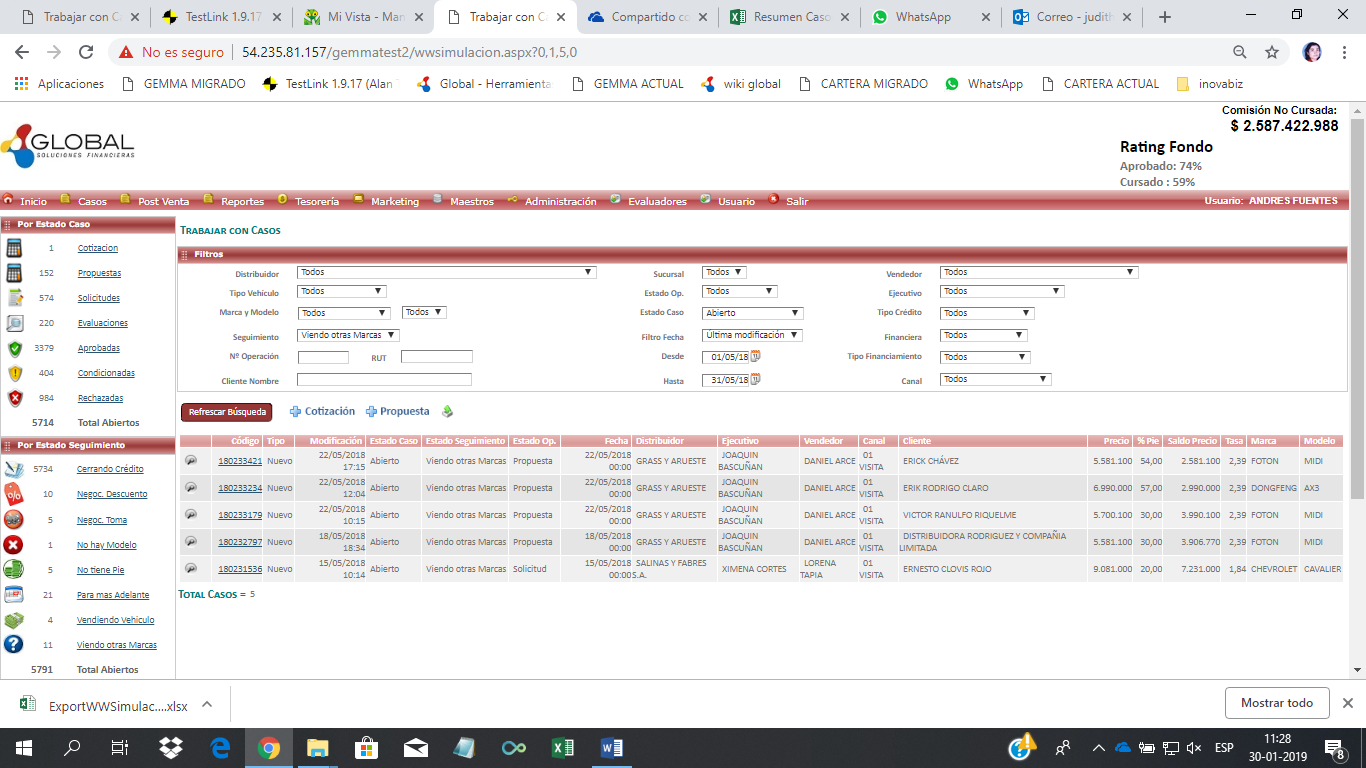 Trabajar con C
TestLink 1.9.17
Mi Vista - Man
Trabajar con C
Compartido co
Resumen Caso
WhatsApp
Correo - judith
No es seguro
54.235.81.157/gemmatest2/wwsimulacion.aspx?0,1,5,0
Aplicaciones
GEMMA MIGRADO
TestLink 1.9.17 (Alan
Global - Herramienta
GEMMA ACTUAL
wiki global
CARTERA MIGRADO
WhatsApp
CARTERA ACTUAL
inovabiz
GLOBAL
SOLUCIONES FINANCIERAS
Comisión No Cursada:
$ 2.587.422.988
Rating Fondo
Aprobado: 74%
Cursado : 59%
Inicio Casos Post Venta Reportes Tesorería Marketing Maestros Administración Evaluadores Usuario Salir
Usuario: ANDRES FUENTES
Por Estado Caso
1 Cotizacion
152 Propuestas
574 Solicitudes
220 Evaluaciones
3379 Aprobadas
404 Condicionadas
984 Rechazadas
5714 Total Abiertos
Por Estado Seguimiento
5734 Cerrando Crédito
10 Negoc. Descuento
5 Negoc. Toma
1 No hay Modelo
5 No tiene Pie
21 Para mas Adelante
4 Vendiendo Vehiculo
11 Viendo otras Marcas
5791 Total Abiertos
TRABAJAR CON CASOS
Filtros
Distribuidor Todos Sucursal Todos Vendedor Todos
Tipo Vehículo Todos Estado Op. Todos Ejecutivo Todos
Marca y Modelo Todos Todos Estado Caso Abierto Tipo Crédito Todos
Seguimiento Viendo otras Marcas Filtro Fecha Última modificación Financiera Todos
Nº Operación RUT Desde 01/05/18 Tipo Financiamiento Todos
Cliente Nombre Hasta 31/05/18 Canal Todos
Refrescar Búsqueda Cotización Propuesta
Código Tipo Modificación Estado Caso Estado Seguimiento Estado Op. Fecha Distribuidor Ejecutivo Vendedor Canal Cliente Precio % Pie Saldo Precio Tasa Marca Modelo
180233421 Nuevo 22/05/2018 17:15 Abierto Viendo otras Marcas Propuesta 22/05/2018 00:00 GRASS Y ARUESTE JOAQUIN BASCUÑAN DANIEL ARCE 01 VISITA ERICK CHÁVEZ 5.581.100 54,00 2.581.100 2,39 FOTON MIDI
180233234 Nuevo 22/05/2018 12:04 Abierto Viendo otras Marcas Propuesta 22/05/2018 00:00 GRASS Y ARUESTE JOAQUIN BASCUÑAN DANIEL ARCE 01 VISITA ERIK RODRIGO CLARO 6.990.000 57,00 2.990.000 2,39 DONGFENG AX3
180233179 Nuevo 22/05/2018 10:15 Abierto Viendo otras Marcas Propuesta 22/05/2018 00:00 GRASS Y ARUESTE JOAQUIN BASCUÑAN DANIEL ARCE 01 VISITA VICTOR RANULFO RIQUELME 5.700.100 30,00 3.990.100 2,39 FOTON MIDI
180232797 Nuevo 18/05/2018 18:34 Abierto Viendo otras Marcas Propuesta 18/05/2018 00:00 GRASS Y ARUESTE JOAQUIN BASCUÑAN DANIEL ARCE 01 VISITA DISTRIBUIDORA RODRIGUEZ Y COMPAÑIA LIMITADA 5.581.100 30,00 3.906.770 2,39 FOTON MIDI
180231536 Nuevo 15/05/2018 10:14 Abierto Viendo otras Marcas Solicitud 15/05/2018 00:00 SALINAS Y FABRES S.A. XIMENA CORTES LORENA TAPIA 01 VISITA ERNESTO CLOVIS ROJO 9.081.000 20,00 7.231.000 1,84 CHEVROLET CAVALIER
TOTAL CASOS = 5
ExportWWSimulac....xlsx
Mostrar todo
ESP
11:28
30-01-2019
8